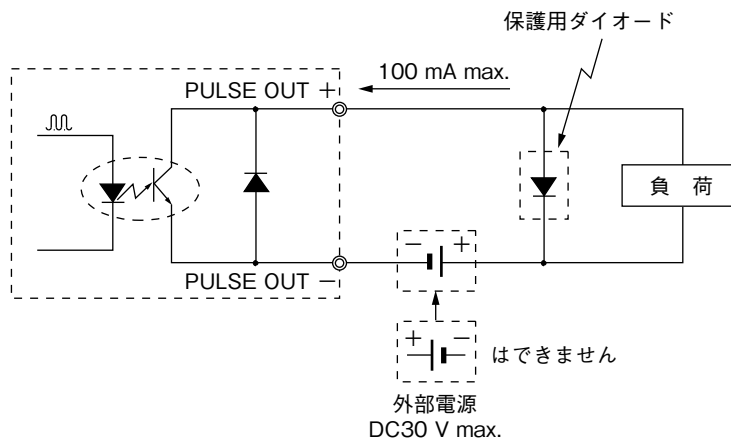 保護用ダイオード
100 mA max.
PULSE OUT +
負 荷
− +
PULSE OUT −
+ −
はできません
外部電源
DC30 V max.